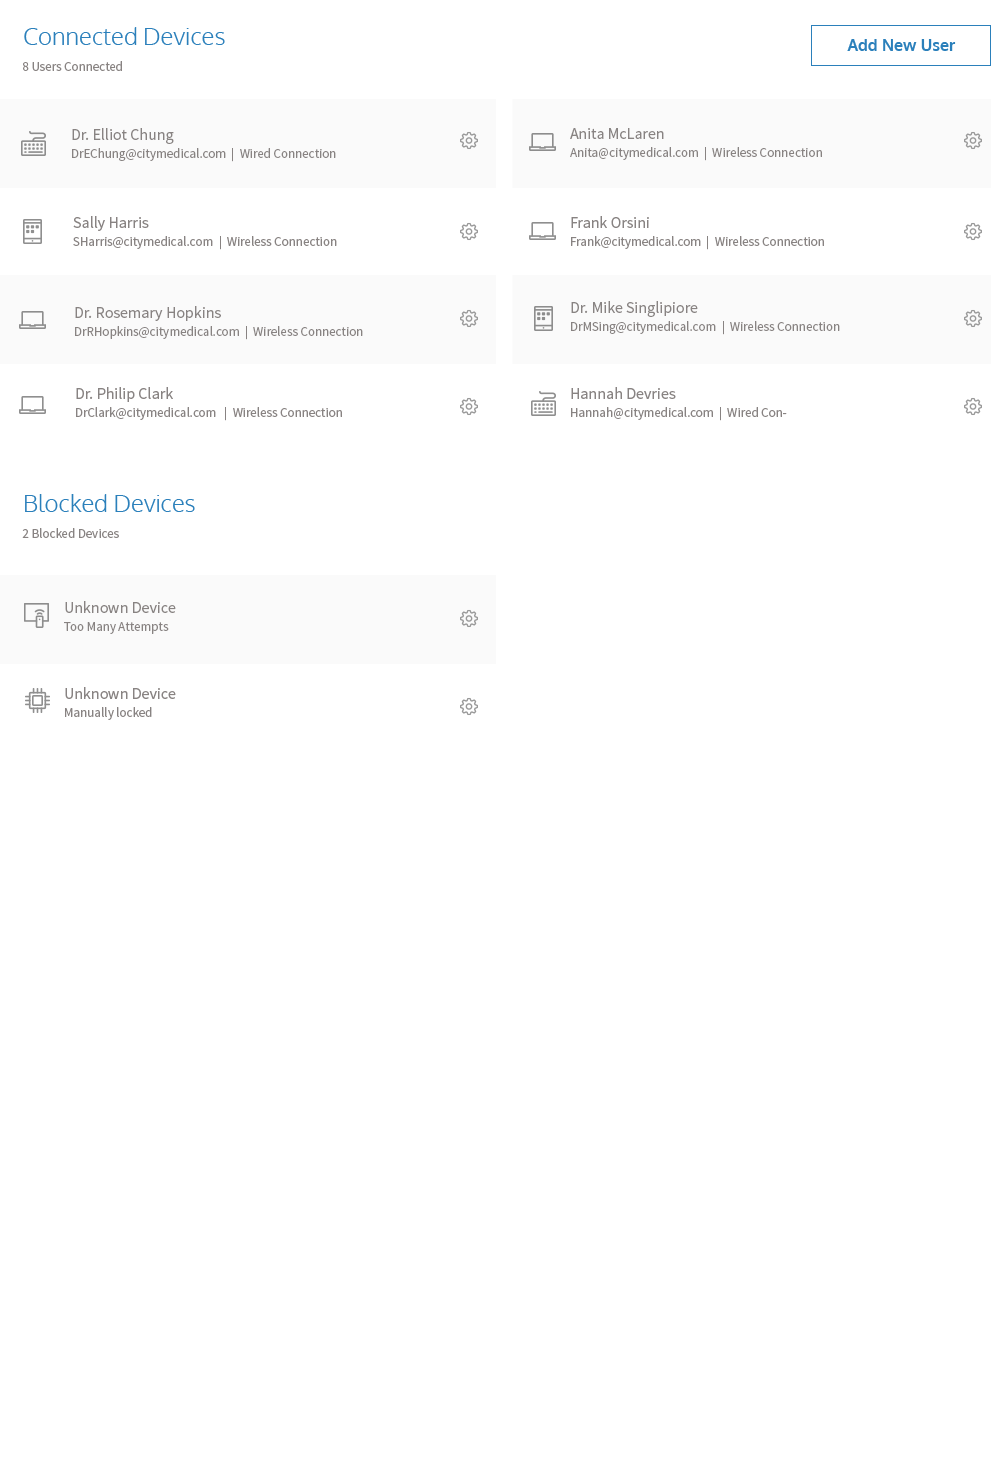 Connected Devices
8 Users Connected
Add New User
Dr. Elliot Chung
DrEChung@citymedical.com | Wired Connection
Anita McLaren
Anita@citymedical.com | Wireless Connection
Sally Harris
SHarris@citymedical.com | Wireless Connection
Frank Orsini
Frank@citymedical.com | Wireless Connection
Dr. Rosemary Hopkins
DrRHopkins@citymedical.com | Wireless Connection
Dr. Mike Singlipiore
DrMSing@citymedical.com | Wireless Connection
Dr. Philip Clark
DrClark@citymedical.com | Wireless Connection
Hannah Devries
Hannah@citymedical.com | Wired Con-
Blocked Devices
2 Blocked Devices
Unknown Device
Too Many Attempts
Unknown Device
Manually locked